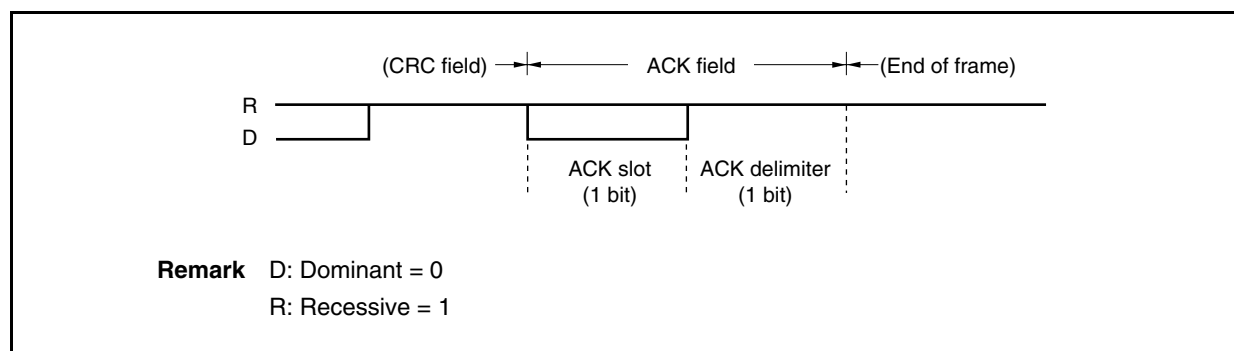 (CRC field) ACK field (End of frame)
R
D
ACK slot ACK delimiter
(1 bit) (1 bit)
Remark D: Dominant = 0
R: Recessive = 1